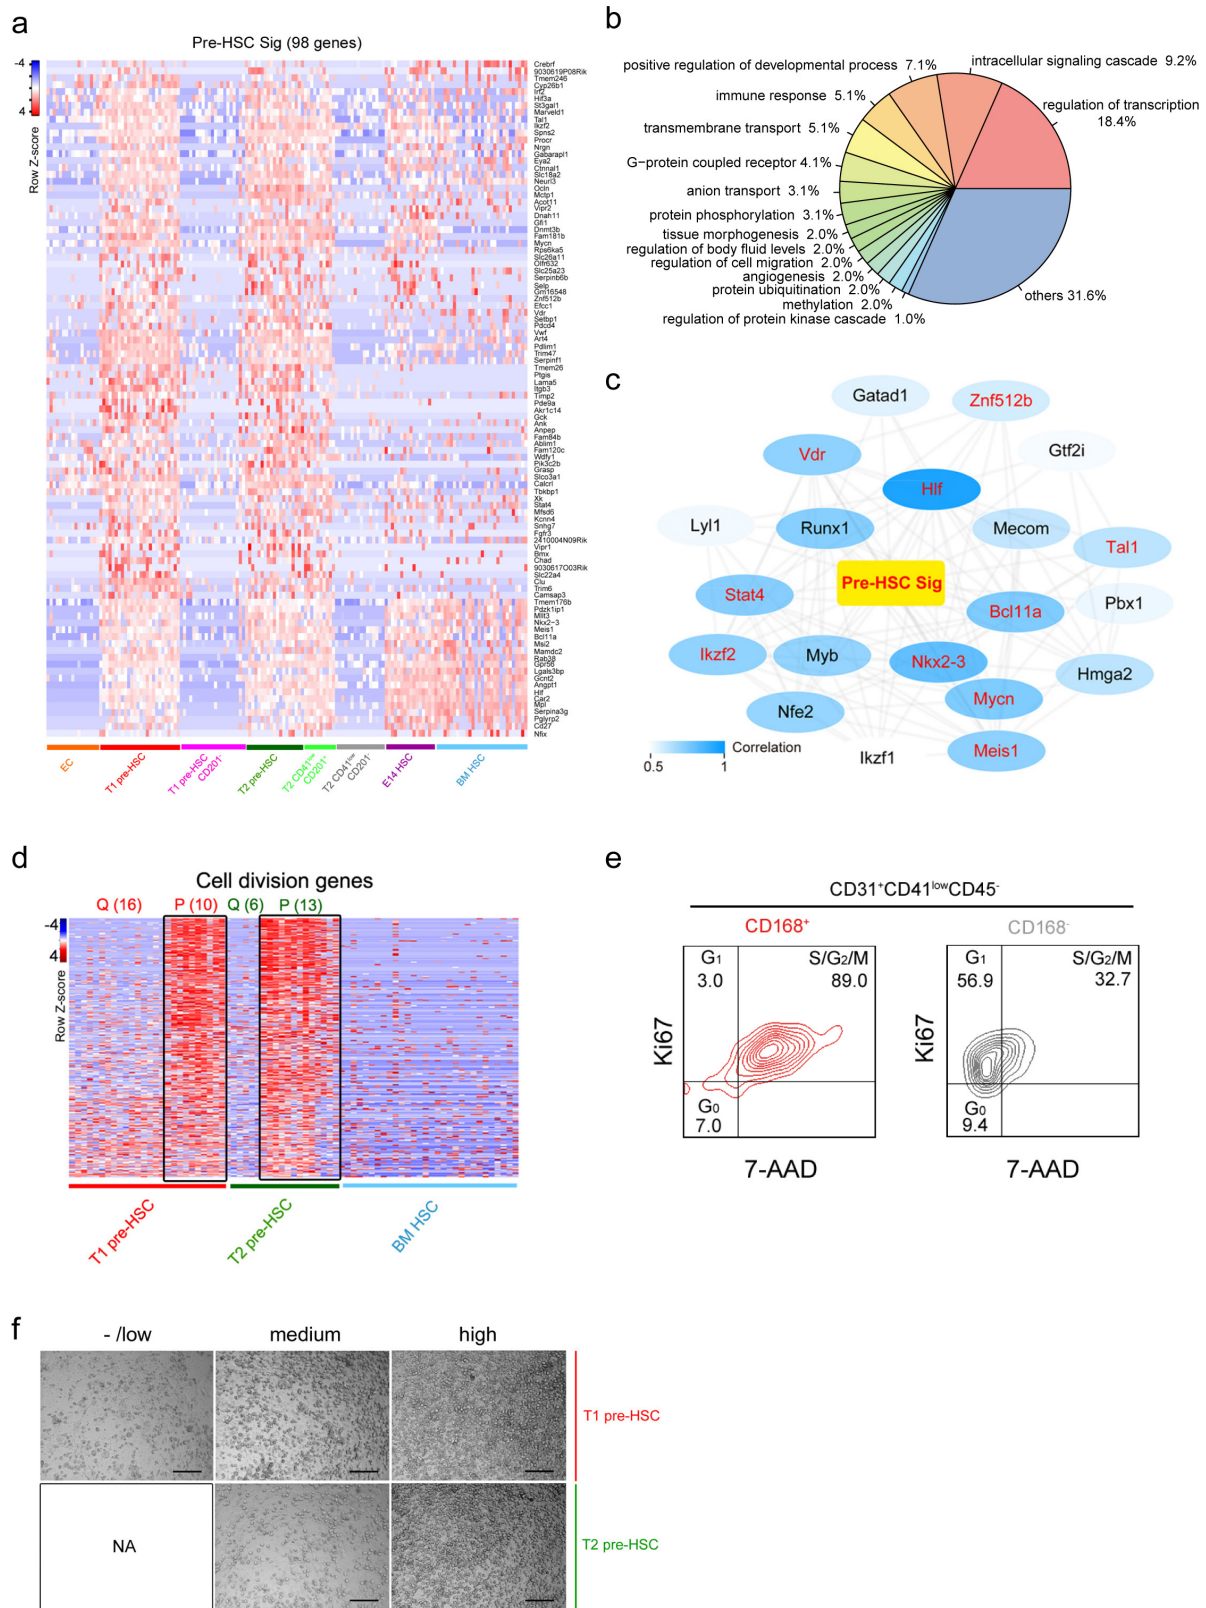 a
Pre-HSC Sig (98 genes)
-4
4
Row Z-score
Crebrf
9030619P08Rik
Tmem246
Cyp26b1
Irf2
Hif3a
St3gal1
Marveld1
Tal1
Ikzf2
Spns2
Procr
Nrgn
Gabarapl1
Eya2
Ctnnal1
Slc18a2
Neurl3
Ocln
Mctp1
Acot11
Vipr2
Dnah11
Gfi1
Dnmt3b
Fam181b
Mycn
Rps6ka5
Slc26a11
Olfr632
Slc25a23
Serpinb6b
Selp
Gm16548
Znf512b
Efcc1
Vdr
Setbp1
Pdcd4
Vwf
Art4
Pdlim1
Trim47
Serpinf1
Tmem26
Ptgis
Lama5
Itgb3
Timp2
Pde9a
Akr1c14
Gck
Ank
Anpep
Fam84b
Ablim1
Fam120c
Wdfy1
Pik3c2b
Grasp
Slco3a1
Calcrl
Tbkbp1
Xk
Stat4
Mfsd6
Kcnn4
Snhg7
Fgfr3
2410004N09Rik
Vipr1
Bmx
Chad
9030617O03Rik
Slc22a4
Clu
Trim6
Camsap3
Tmem176b
Pdzk1ip1
Mllt3
Nkx2-3
Meis1
Bcl11a
Msi2
Mamdc2
Rab38
Gpr56
Lgals3bp
Gcnt2
Angpt1
Hlf
Car2
Mpl
Serpina3g
Pglyrp2
Cd27
Nfix
EC
T1 pre-HSC
T1 pre-HSC
CD201-
T2 pre-HSC
T2 CD41low
CD201+
T2 CD41low
CD201-
E14 HSC
BM HSC
b
positive regulation of developmental process 7.1%
intracellular signaling cascade 9.2%
immune response 5.1%
regulation of transcription
18.4%
transmembrane transport 5.1%
G-protein coupled receptor 4.1%
anion transport 3.1%
protein phosphorylation 3.1%
tissue morphogenesis 2.0%
regulation of body fluid levels 2.0%
regulation of cell migration 2.0%
angiogenesis 2.0%
protein ubiquitination 2.0%
methylation 2.0%
regulation of protein kinase cascade 1.0%
others 31.6%
c
Gatad1
Znf512b
Vdr
Gtf2i
Hlf
Lyl1
Runx1
Mecom
Tal1
Pre-HSC Sig
Stat4
Bcl11a
Pbx1
Ikzf2
Myb
Nkx2-3
Hmga2
Nfe2
Mycn
Ikzf1
Meis1
Correlation
0.5
1
d
Cell division genes
Q (16) P (10) Q (6) P (13)
-4
4
Row Z-score
T1 pre-HSC
T2 pre-HSC
BM HSC
e
CD31+CD41lowCD45-
CD168+
CD168-
G1
3.0
S/G2/M
89.0
G0
7.0
Ki67
7-AAD
G1
56.9
S/G2/M
32.7
G0
9.4
Ki67
7-AAD
f
- /low medium high
T1 pre-HSC
NA
T2 pre-HSC